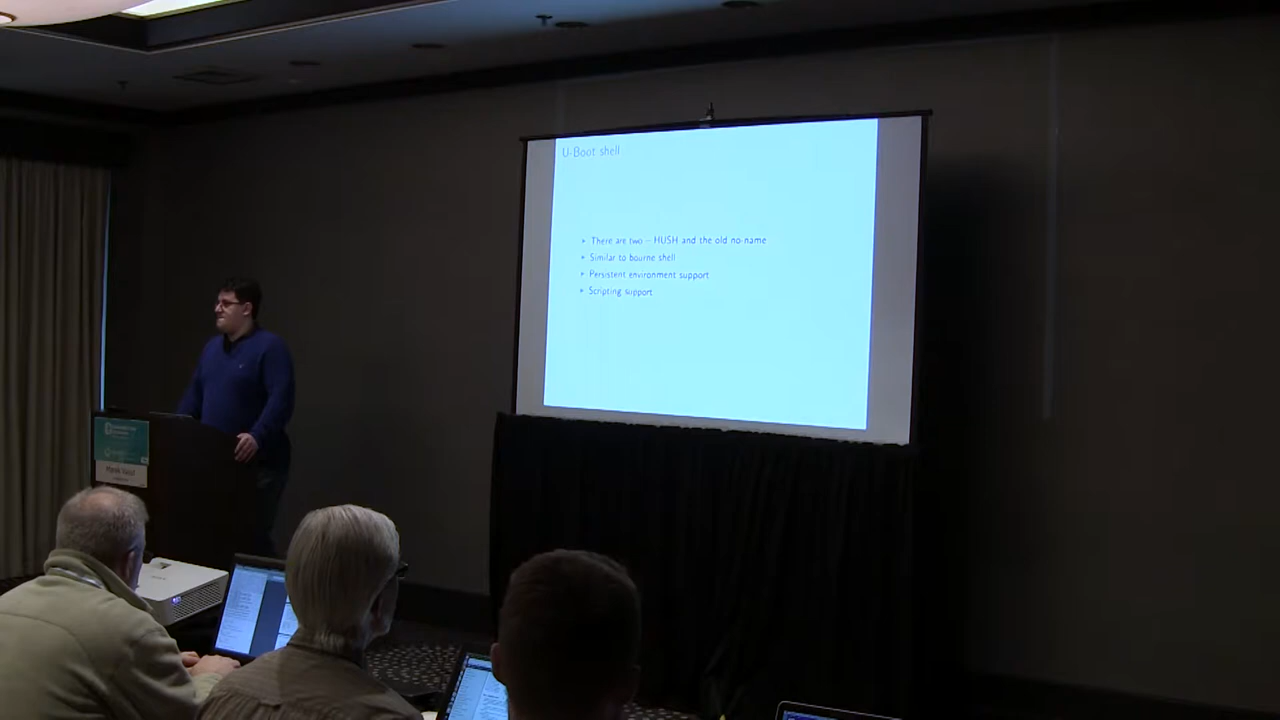 U-Boot shell
There are two – HUSH and the old no-name
Similar to bourne shell
Persistent environment support
Scripting support